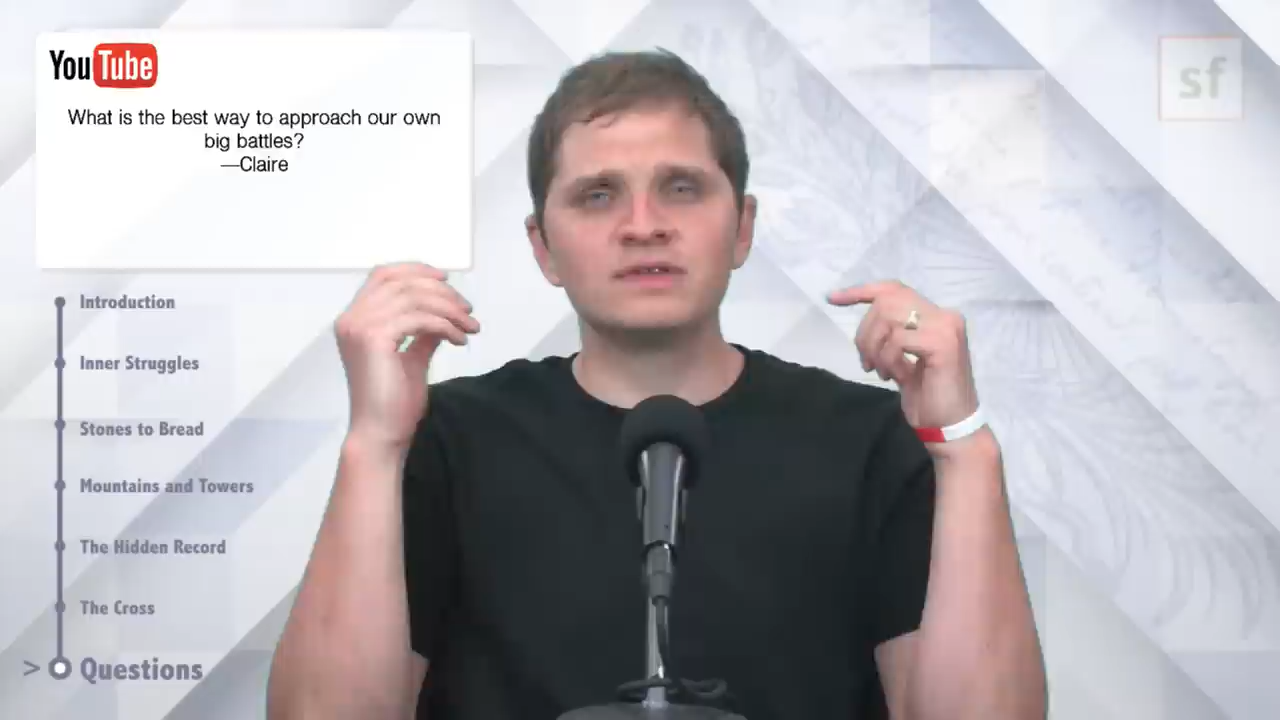 YouTube
What is the best way to approach our own
big battles?
—Claire
sf
Introduction
Inner Struggles
Stones to Bread
Mountains and Towers
The Hidden Record
The Cross
> Questions